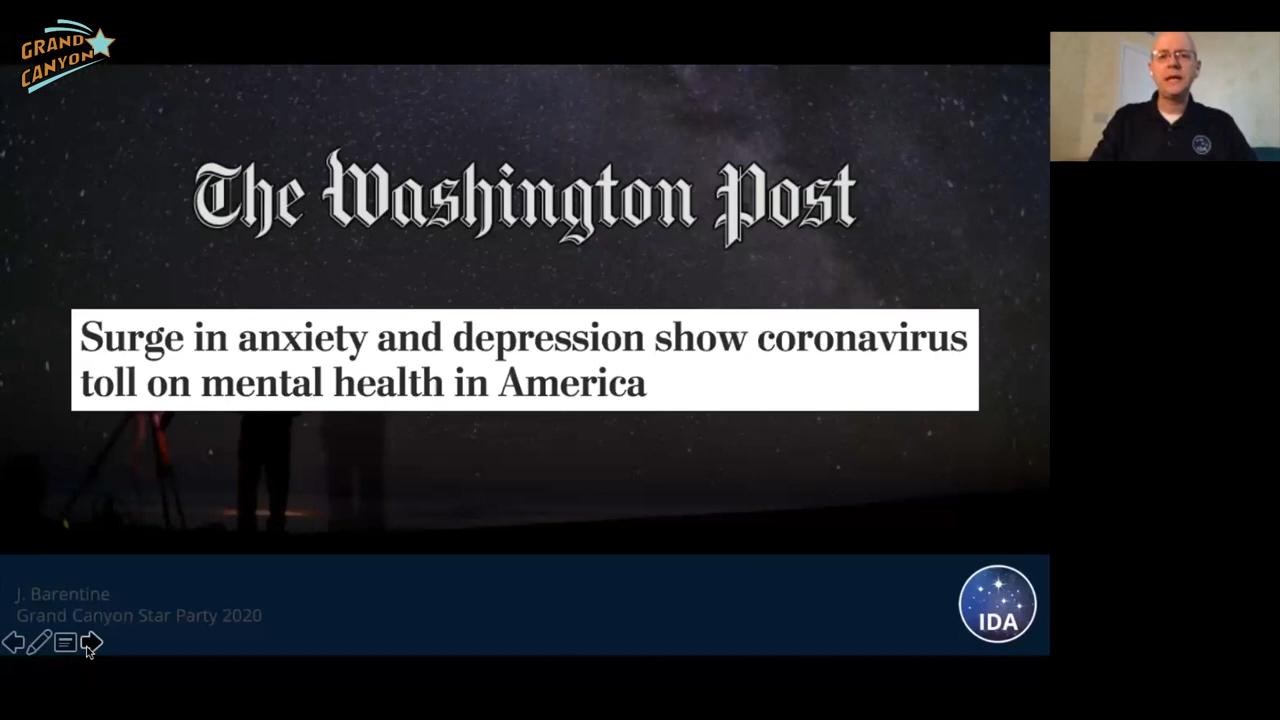 GRAND
CANYON
The Washington Post
Surge in anxiety and depression show coronavirus
toll on mental health in America
J. Barentine
Grand Canyon Star Party 2020
IDA
IDA